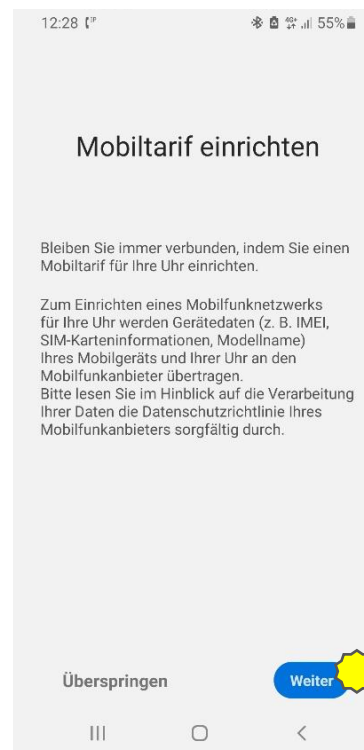 12:28
4G+ 55%
Mobiltarif einrichten
Bleiben Sie immer verbunden, indem Sie einen
Mobiltarif für Ihre Uhr einrichten.
Zum Einrichten eines Mobilfunknetzwerks
für Ihre Uhr werden Gerätedaten (z. B. IMEI,
SIM-Karteninformationen, Modellname)
Ihres Mobilgeräts und Ihrer Uhr an den
Mobilfunkanbieter übertragen.
Bitte lesen Sie im Hinblick auf die Verarbeitung
Ihrer Daten die Datenschutzrichtlinie Ihres
Mobilfunkanbieters sorgfältig durch.
Überspringen
Weiter